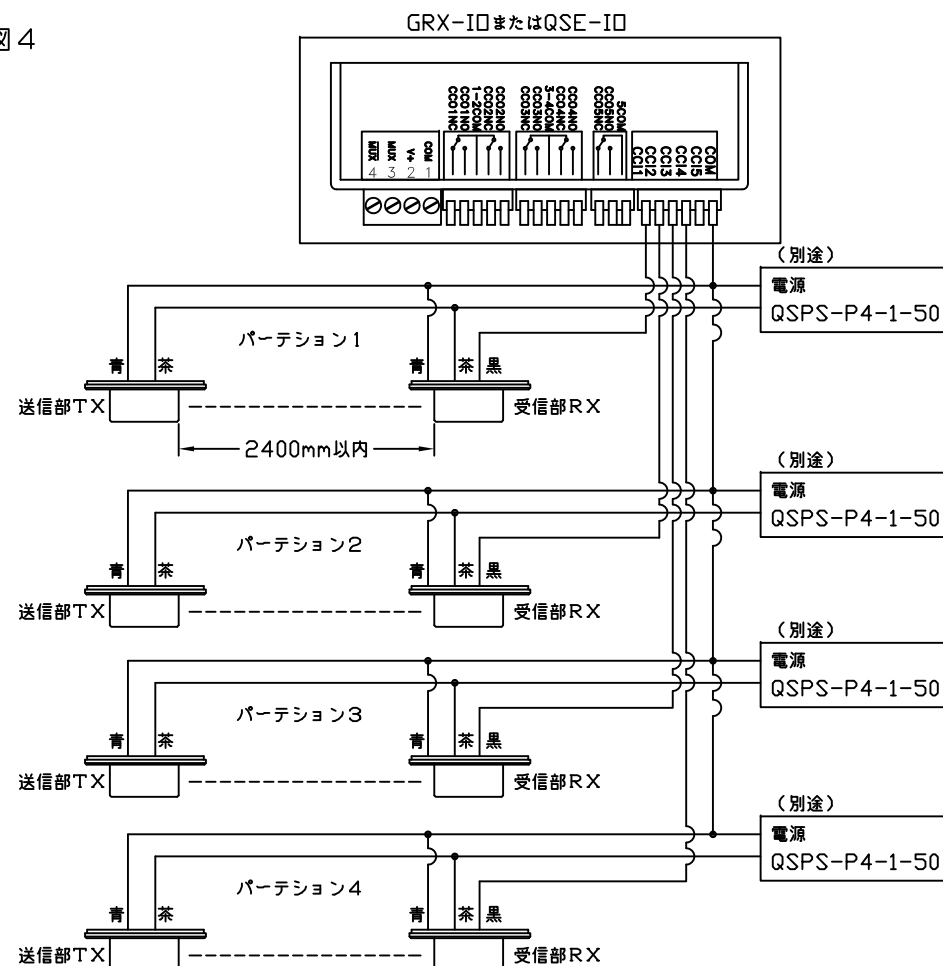 図4
GRX-IOまたはQSE-IO
CCO1NC
CCO1NO
1-2COM
CCO2NC
CCO2NO
CCO3NC
CCO3NO
3-4COM
CCO4NC
CCO4NO
CCO5NC
CCO5NO
5COM
CCI1
CCI2
CCI3
CCI4
CCI5
COM
MUX
MUX
V+
COM
4 3 2 1
(別途)
電源
QSPS-P4-1-50
パーテション1
青 茶 青 茶 黒
送信部TX 受信部RX
2400mm以内
(別途)
電源
QSPS-P4-1-50
パーテション2
青 茶 青 茶 黒
送信部TX 受信部RX
(別途)
電源
QSPS-P4-1-50
パーテション3
青 茶 青 茶 黒
送信部TX 受信部RX
(別途)
電源
QSPS-P4-1-50
パーテション4
青 茶 青 茶 黒
送信部TX 受信部RX